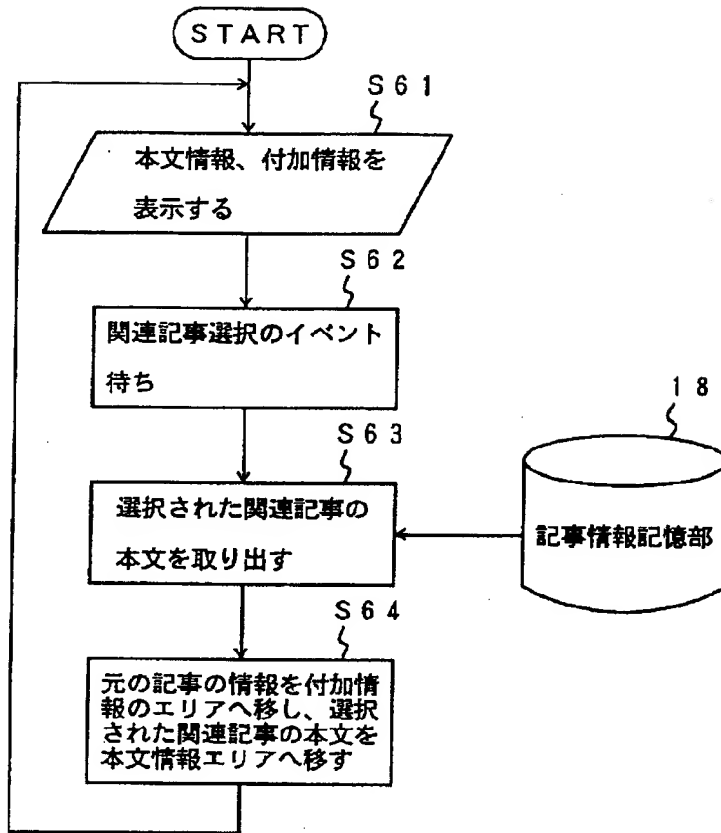 START
S61
本文情報、付加情報を
表示する
S62
関連記事選択のイベント
待ち
S63
選択された関連記事の
本文を取り出す
18
記事情報記憶部
S64
元の記事の情報を付加情
報のエリアへ移し、選択
された関連記事の本文を
本文情報エリアへ移す